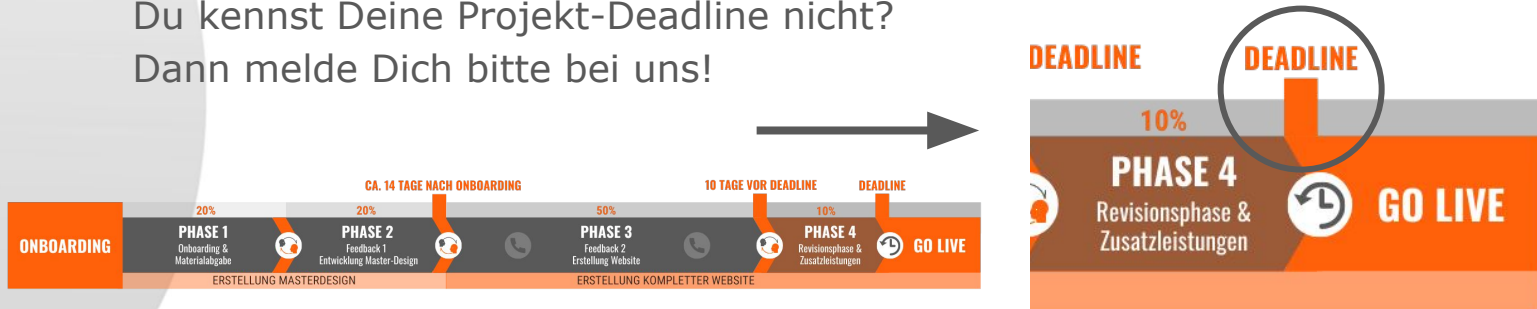 Du kennst Deine Projekt-Deadline nicht?
Dann melde Dich bitte bei uns!
CA. 14 TAGE NACH ONBOARDING
10 TAGE VOR DEADLINE
DEADLINE
20%
20%
50%
10%
ONBOARDING
PHASE 1
Onboarding &
Materialabgabe
PHASE 2
Feedback 1
Entwicklung Master-Design
PHASE 3
Feedback 2
Erstellung Website
PHASE 4
Revisionsphase &
Zusatzleistungen
GO LIVE
ERSTELLUNG MASTERDESIGN
ERSTELLUNG KOMPLETTER WEBSITE
DEADLINE
DEADLINE
10%
PHASE 4
Revisionsphase &
Zusatzleistungen
GO LIVE